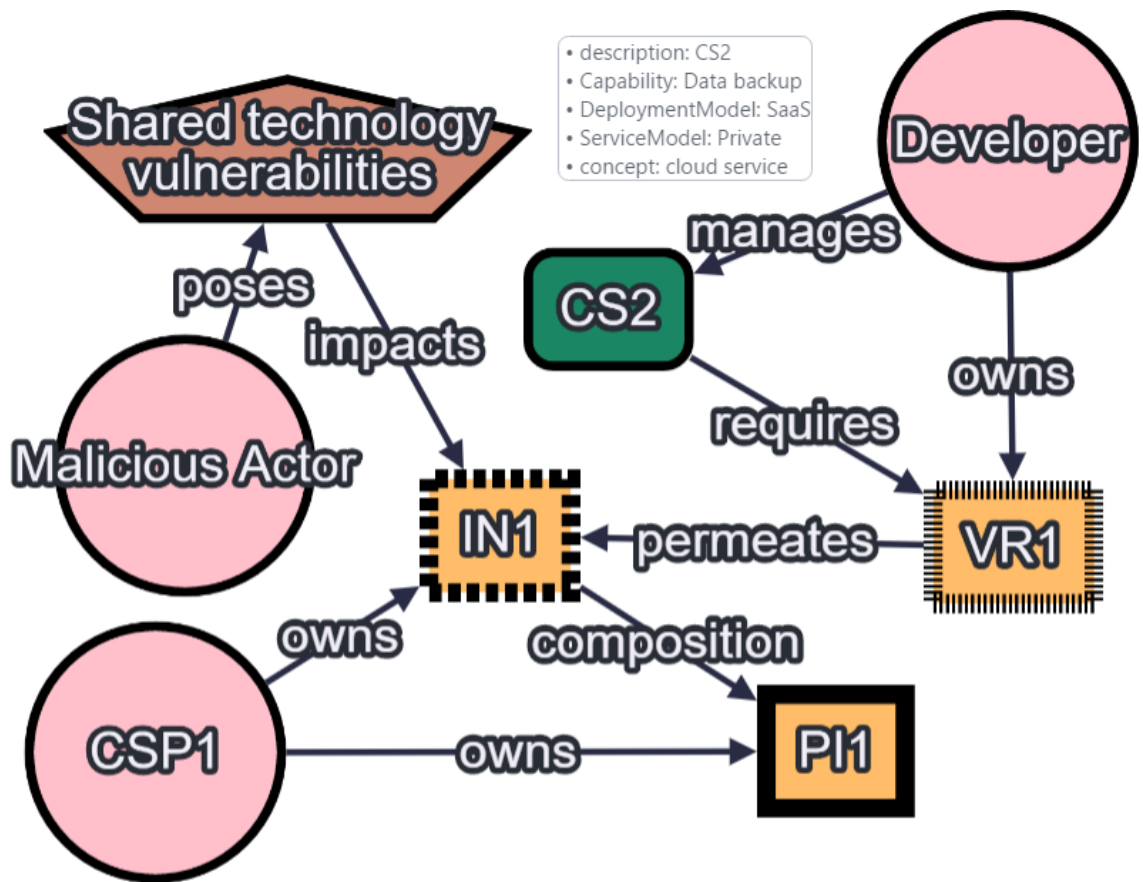 • description: CS2
• Capability: Data backup
• DeploymentModel: SaaS
• ServiceModel: Private
• concept: cloud service
Shared technology
vulnerabilities
Developer
manages
poses
CS2
impacts
owns
requires
Malicious Actor
IN1
permeates
VR1
owns
composition
CSP1
owns
PI1